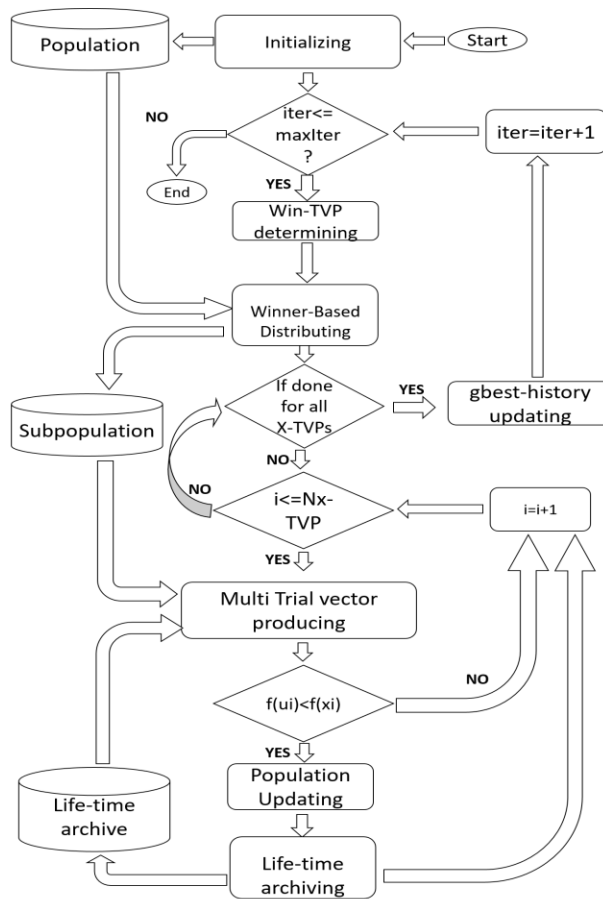 Population
Initializing
Start
iter<=
maxIter
?
NO
End
iter=iter+1
YES
Win-TVP
determining
Winner-Based
Distributing
If done
for all
X-TVPs
YES
gbest-history
updating
Subpopulation
NO
NO
i<=Nx-
TVP
i=i+1
YES
Multi Trial vector
producing
f(ui)<f(xi)
NO
YES
Population
Updating
Life-time
archive
Life-time
archiving